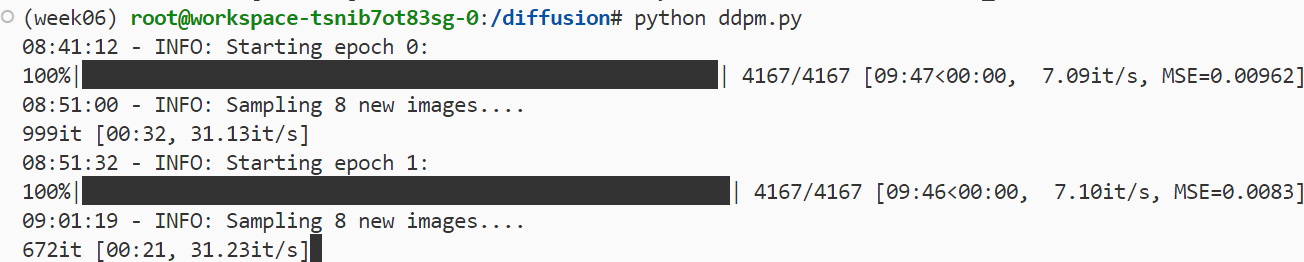 (week06) root@workspace-tsnib7ot83sg-0:/diffusion# python ddpm.py
08:41:12 - INFO: Starting epoch 0:
100%|██████████| 4167/4167 [09:47<00:00,  7.09it/s, MSE=0.00962]
08:51:00 - INFO: Sampling 8 new images....
999it [00:32, 31.13it/s]
08:51:32 - INFO: Starting epoch 1:
100%|██████████| 4167/4167 [09:46<00:00,  7.10it/s, MSE=0.0083]
09:01:19 - INFO: Sampling 8 new images....
672it [00:21, 31.23it/s]